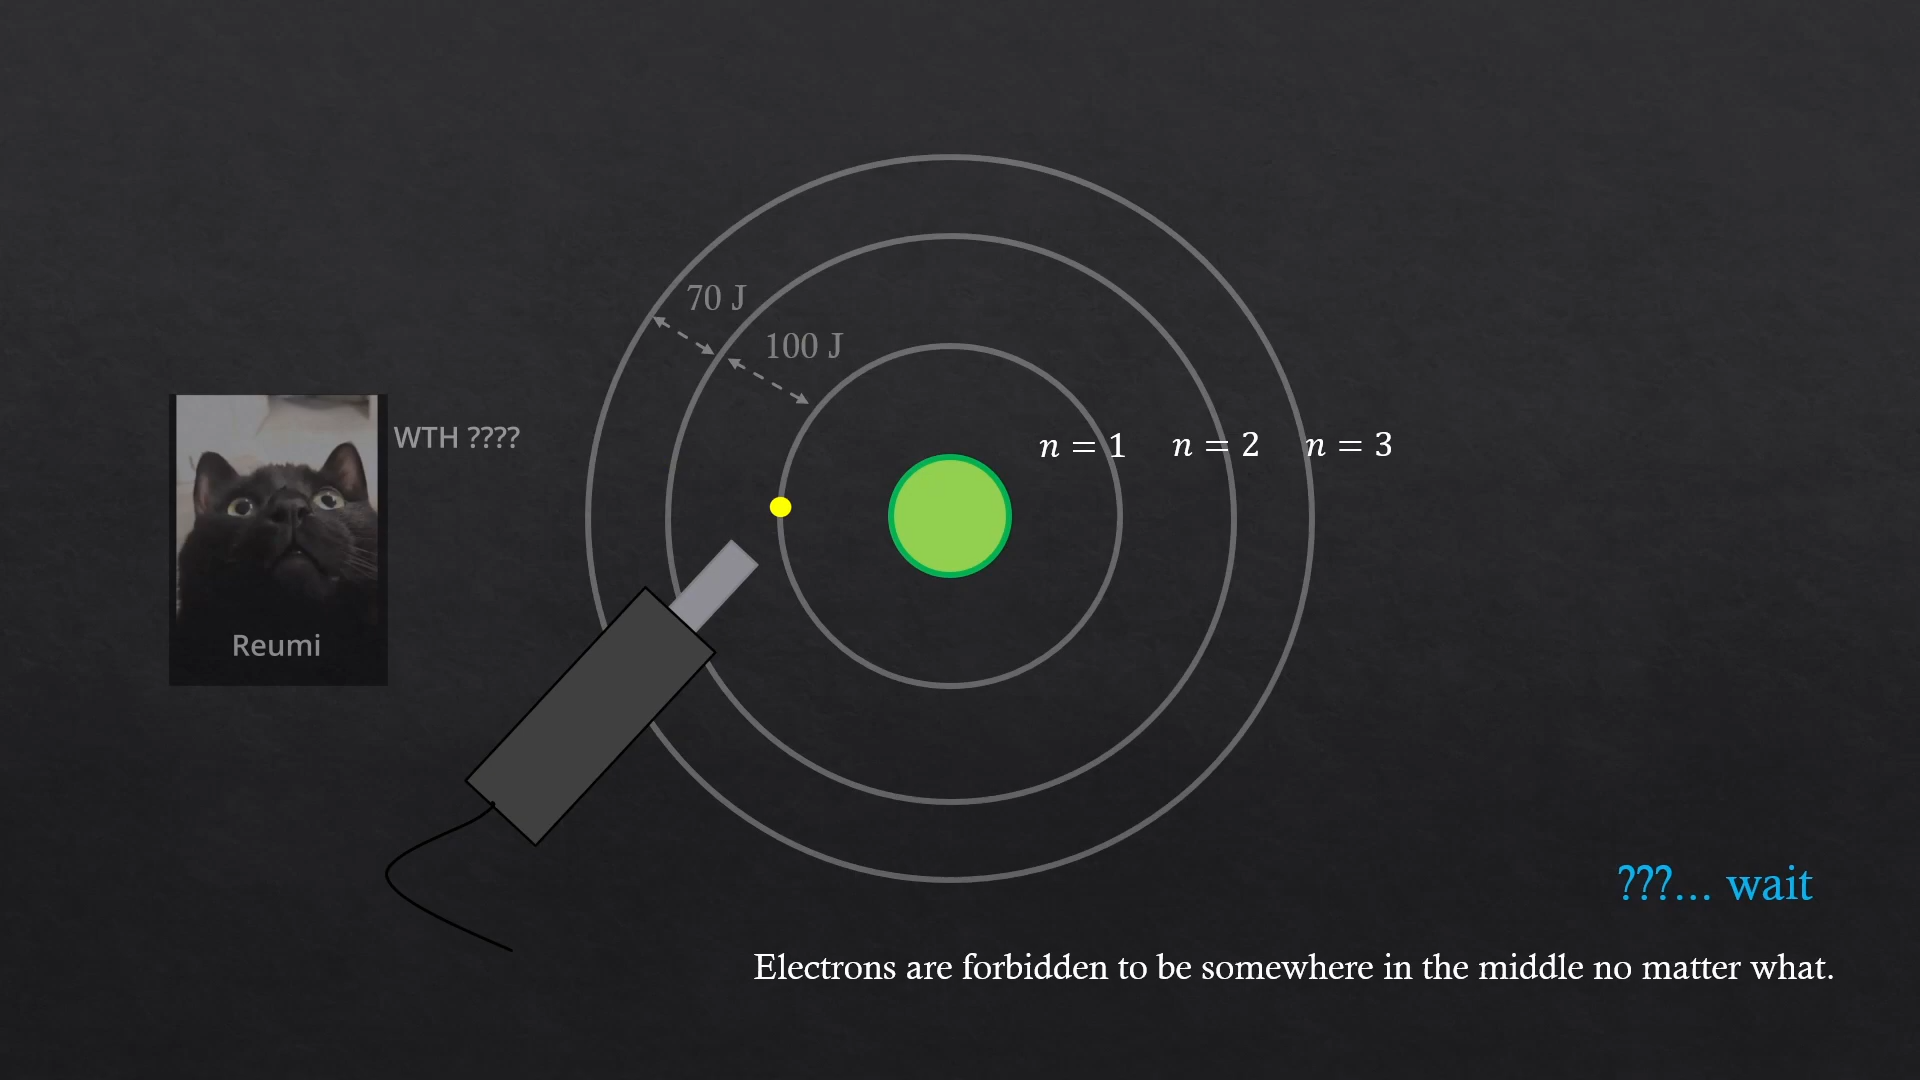 70 J
100 J
WTH ????
𝑛 = 1
𝑛 = 2
𝑛 = 3
Reumi
???... wait
Electrons are forbidden to be somewhere in the middle no matter what.